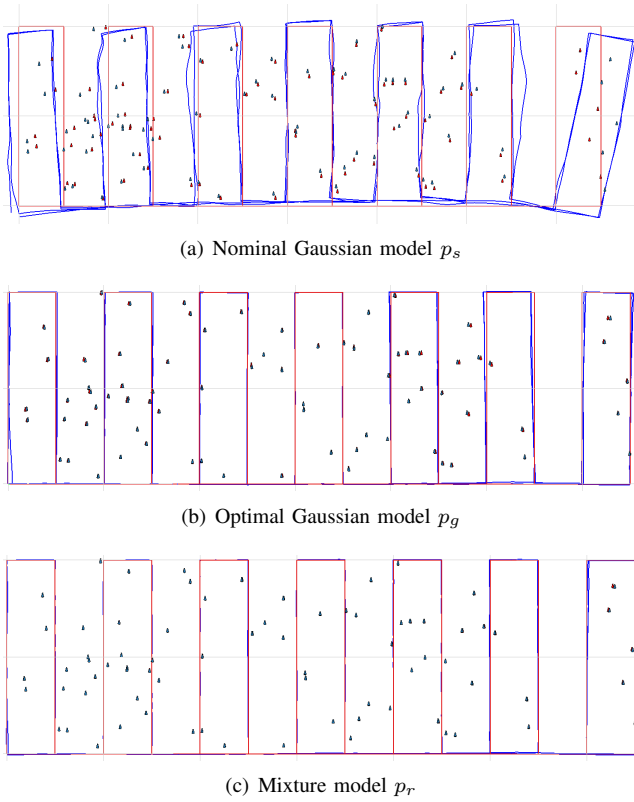 (a) Nominal Gaussian model p_s
(b) Optimal Gaussian model p_g
(c) Mixture model p_r